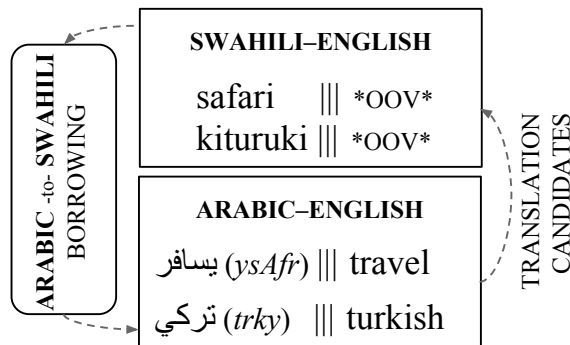 ARABIC -to- SWAHILI
BORROWING
SWAHILI–ENGLISH
safari ||| *OOV*
kituruki ||| *OOV*
ARABIC–ENGLISH
يسافر (ysAfr) ||| travel
تركي (trky) ||| turkish
TRANSLATION
CANDIDATES